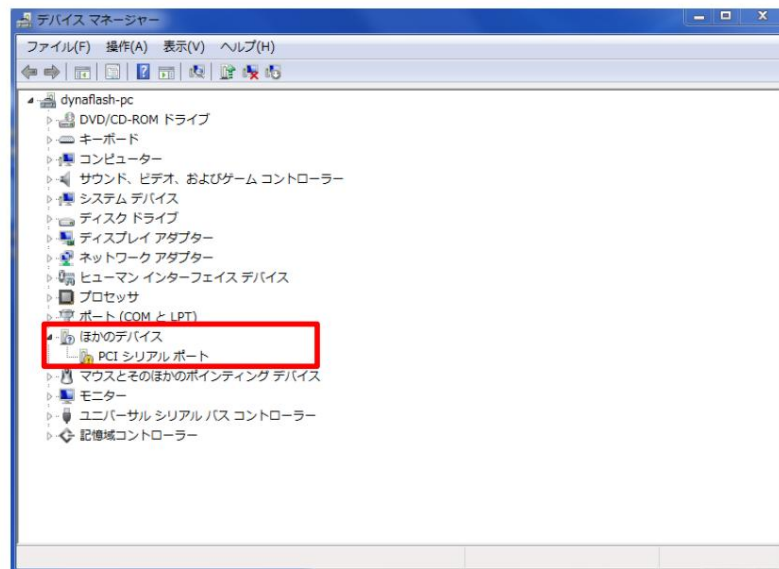 デバイス マネージャー
ファイル(F) 操作(A) 表示(V) ヘルプ(H)
dynaflash-pc
DVD/CD-ROM ドライブ
キーボード
コンピューター
サウンド、ビデオ、およびゲーム コントローラー
システム デバイス
ディスク ドライブ
ディスプレイ アダプター
ネットワーク アダプター
ヒューマン インターフェイス デバイス
プロセッサ
ポート (COM と LPT)
ほかのデバイス
PCI シリアル ポート
マウスとそのほかのポインティング デバイス
モニター
ユニバーサル シリアル バス コントローラー
記憶域コントローラー